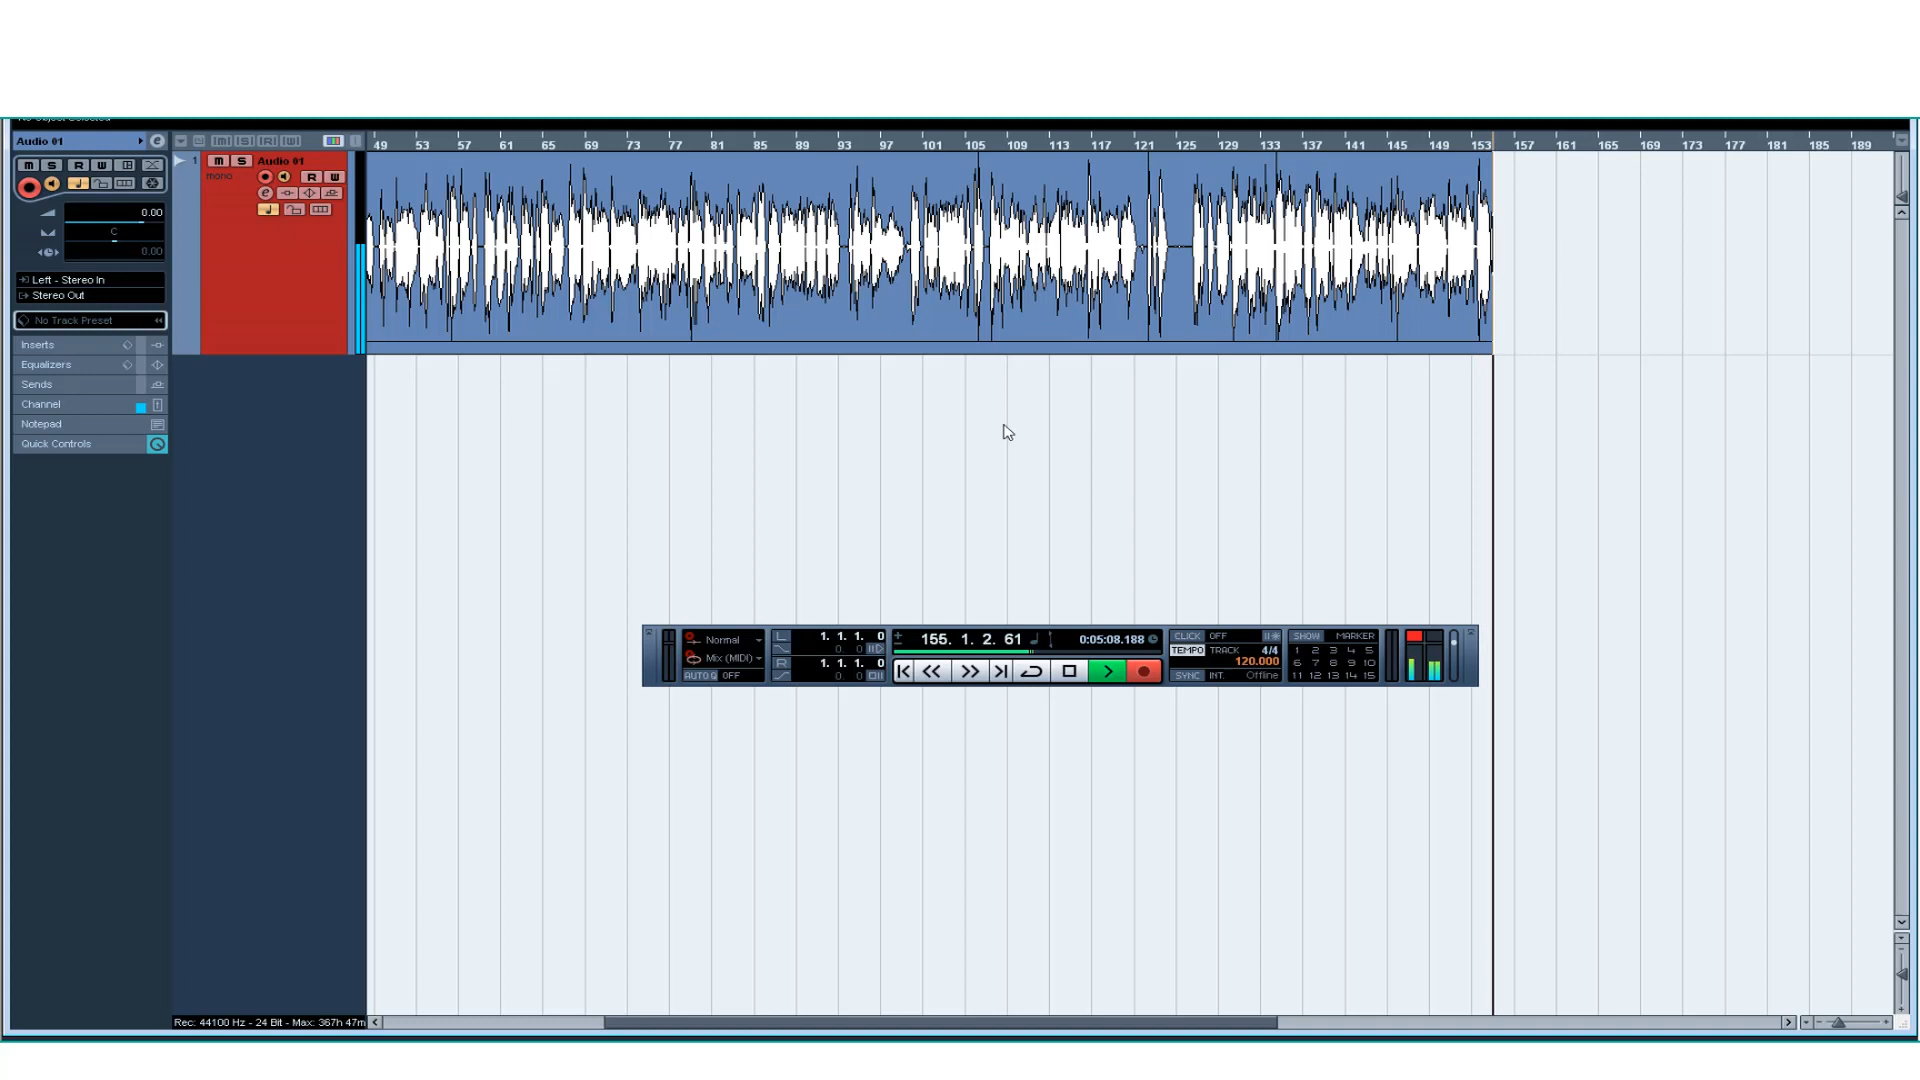 Audio 01
49 53 57 61 65 69 73 77 81 85 89 93 97 101 105 109 113 117 121 125 129 133 137 141 145 149 153 157 161 165 169 173 177 181 185 189
M S R W
0.00
C
0.00
Left - Stereo In
Stereo Out
No Track Preset
Inserts
Equalizers
Sends
Channel
Notepad
Quick Controls
1 M S Audio 01
mono R W
e
Normal
Mix (MIDI)
AUTO Q OFF
L 1. 1. 1. 0
0. 0
R 1. 1. 1. 0
0. 0
155. 1. 2. 61 0:05:08.188
CLICK OFF
TEMPO TRACK 4/4
120.000
SYNC INT. Offline
SHOW MARKER
1 2 3 4 5
6 7 8 9 10
11 12 13 14 15
Rec: 44100 Hz - 24 Bit - Max: 367h 47m